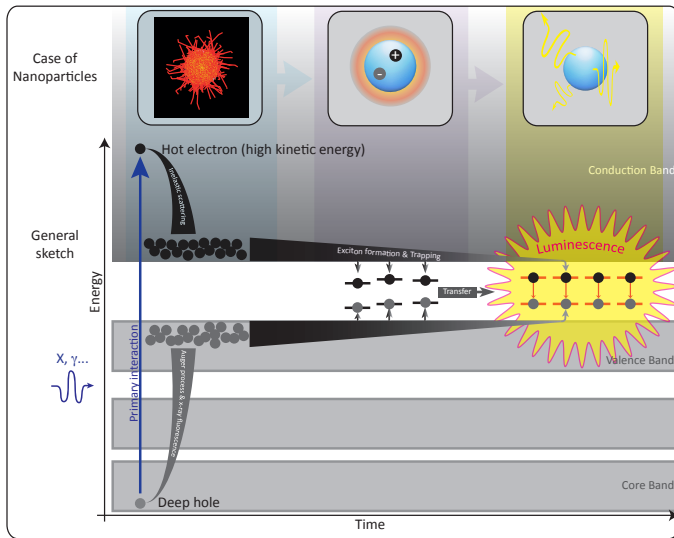 Case of
Nanoparticles
+
-
Hot electron (high kinetic energy)
Inelastic scattering
Conduction Band
General
sketch
Energy
Luminescence
Exciton formation & Trapping
Transfer
X, γ...
Primary interaction
Auger process & x-ray fluorescence
Valence Band
Core Band
Deep hole
Time